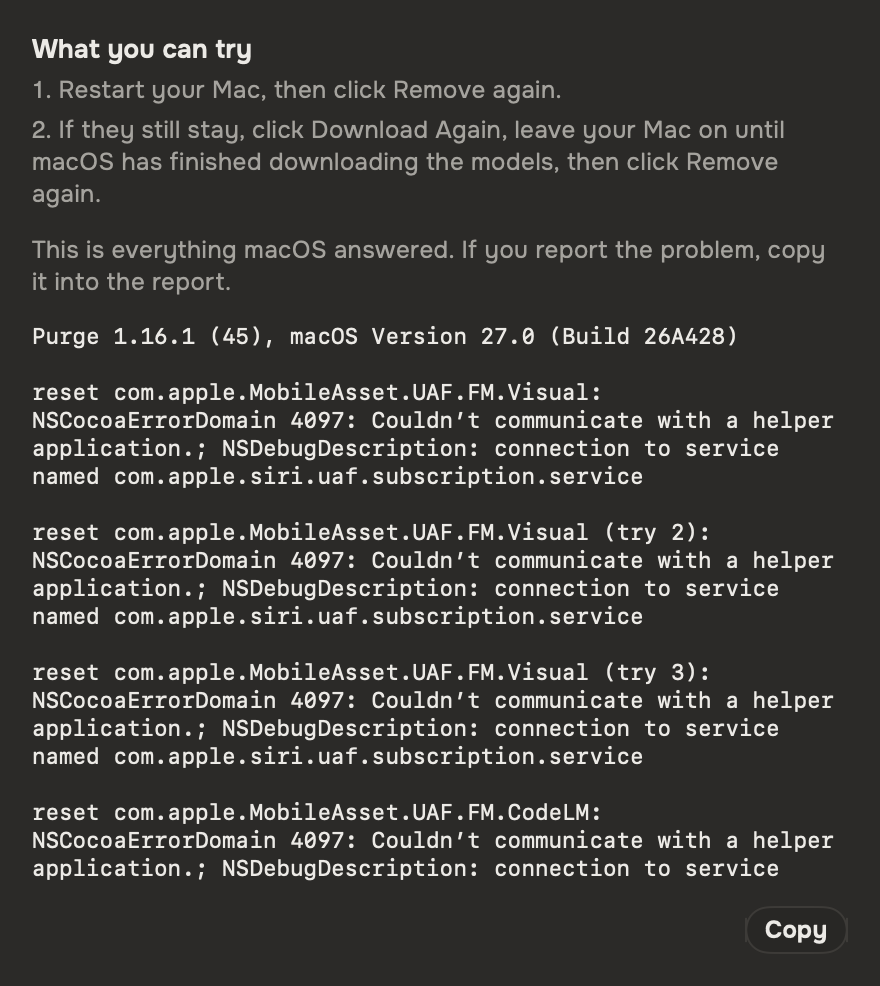 What you can try
1. Restart your Mac, then click Remove again.
2. If they still stay, click Download Again, leave your Mac on until
macOS has finished downloading the models, then click Remove
again.
This is everything macOS answered. If you report the problem, copy
it into the report.
Purge 1.16.1 (45), macOS Version 27.0 (Build 26A428)
reset com.apple.MobileAsset.UAF.FM.Visual:
NSCocoaErrorDomain 4097: Couldn’t communicate with a helper
application.; NSDebugDescription: connection to service
named com.apple.siri.uaf.subscription.service
reset com.apple.MobileAsset.UAF.FM.Visual (try 2):
NSCocoaErrorDomain 4097: Couldn’t communicate with a helper
application.; NSDebugDescription: connection to service
named com.apple.siri.uaf.subscription.service
reset com.apple.MobileAsset.UAF.FM.Visual (try 3):
NSCocoaErrorDomain 4097: Couldn’t communicate with a helper
application.; NSDebugDescription: connection to service
named com.apple.siri.uaf.subscription.service
reset com.apple.MobileAsset.UAF.FM.CodeLM:
NSCocoaErrorDomain 4097: Couldn’t communicate with a helper
application.; NSDebugDescription: connection to service
Copy